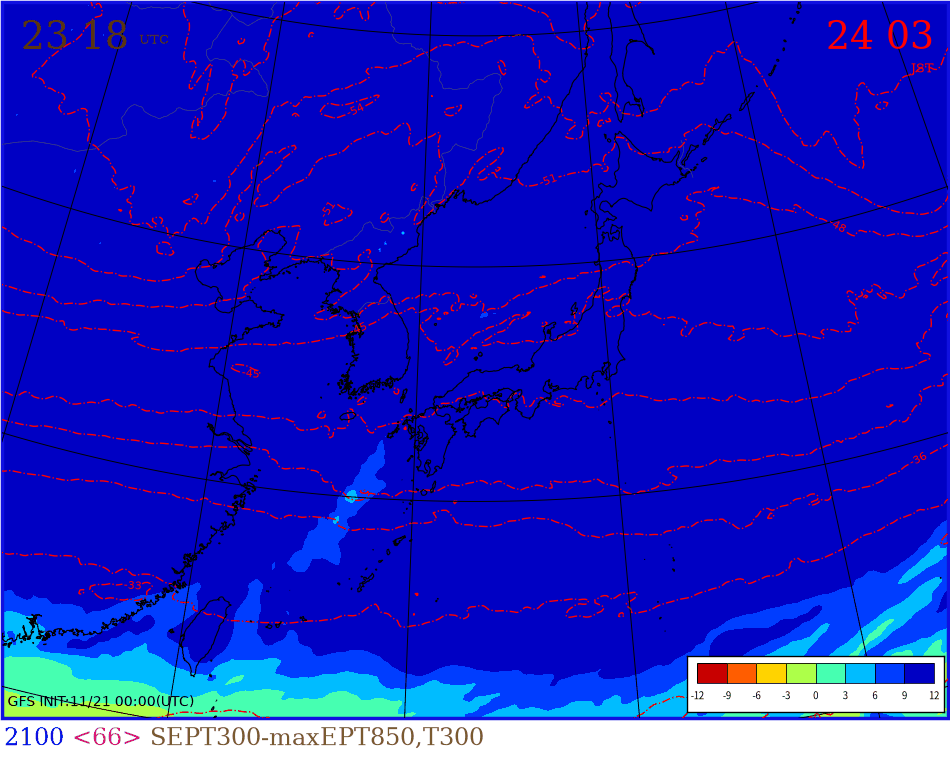 23 18 UTC
24 03
JST
-54
-51
-51
-48
-45
-36
-33
GFS INIT:11/21 00:00(UTC)
-12 -9 -6 -3 0 3 6 9 12
2100 <66> SEPT300-maxEPT850,T300